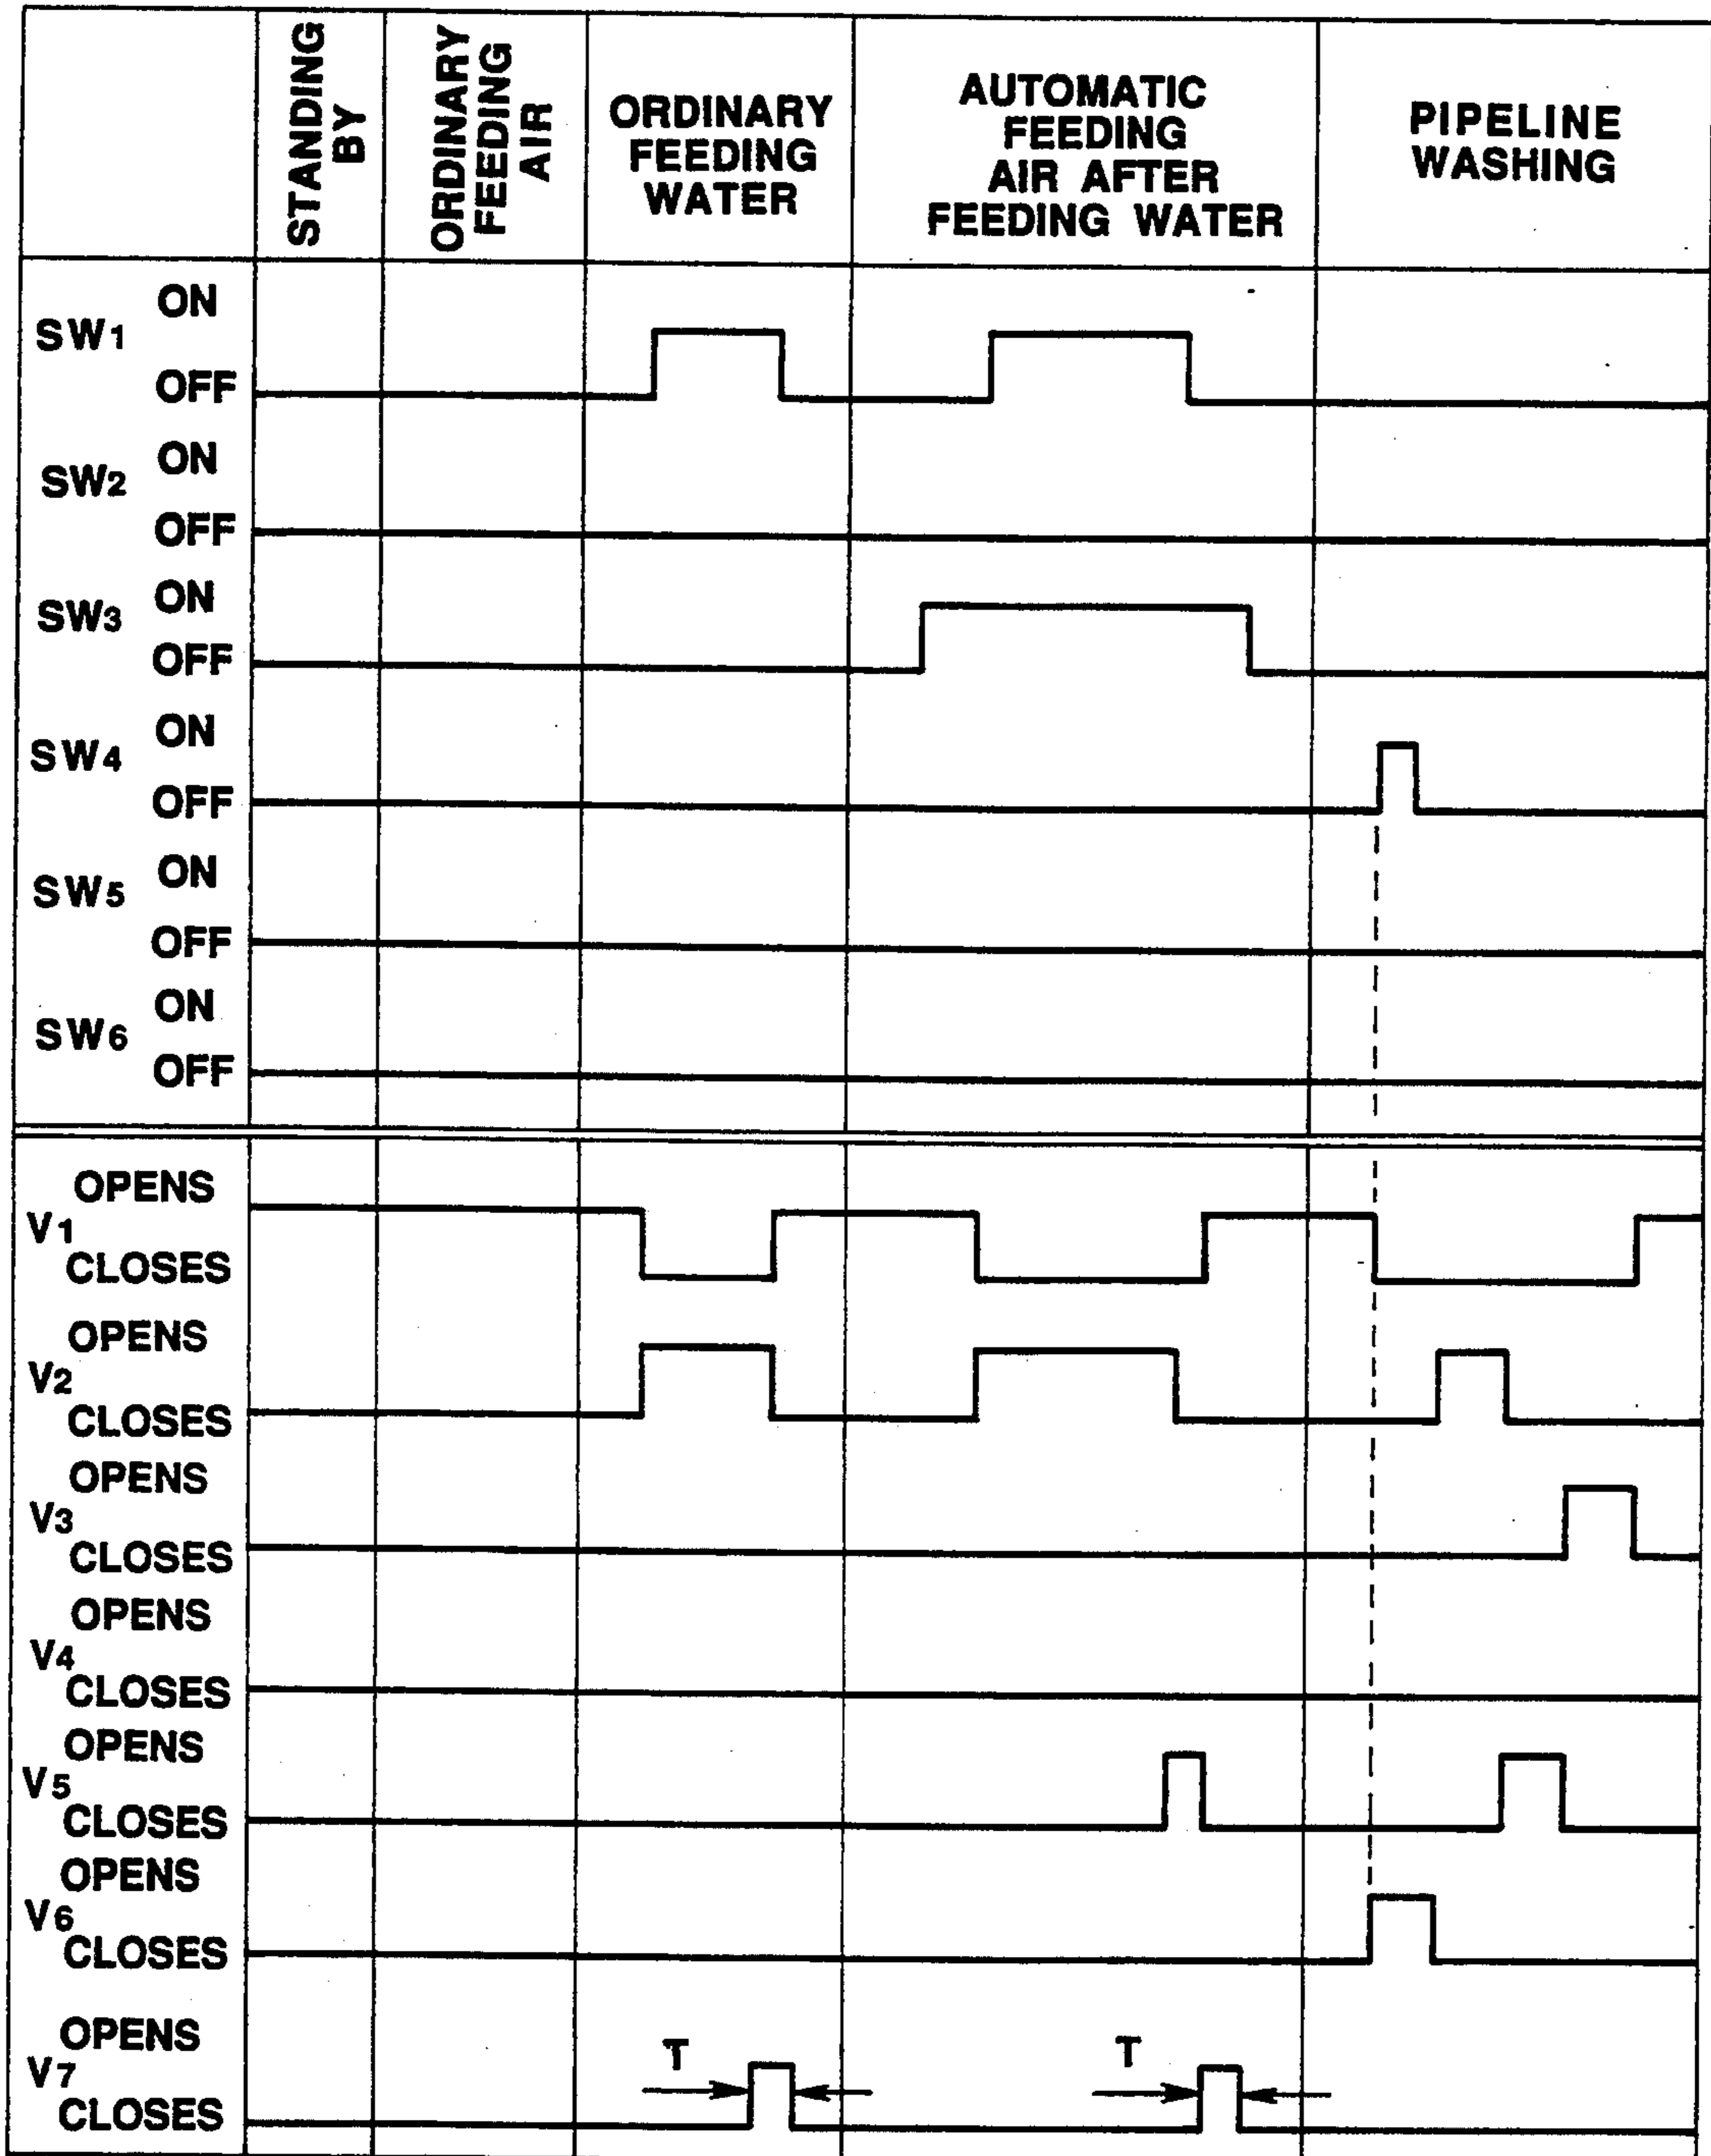 STANDING
BY
ORDINARY
FEEDING
AIR
ORDINARY
FEEDING
WATER
AUTOMATIC
FEEDING
AIR AFTER
FEEDING WATER
PIPELINE
WASHING
ON
SW1
OFF
ON
SW2
OFF
ON
SW3
OFF
ON
SW4
OFF
ON
SW5
OFF
ON
SW6
OFF
OPENS
V1
CLOSES
OPENS
V2
CLOSES
OPENS
V3
CLOSES
OPENS
V4
CLOSES
OPENS
V5
CLOSES
OPENS
V6
CLOSES
OPENS
V7
CLOSES
T
T